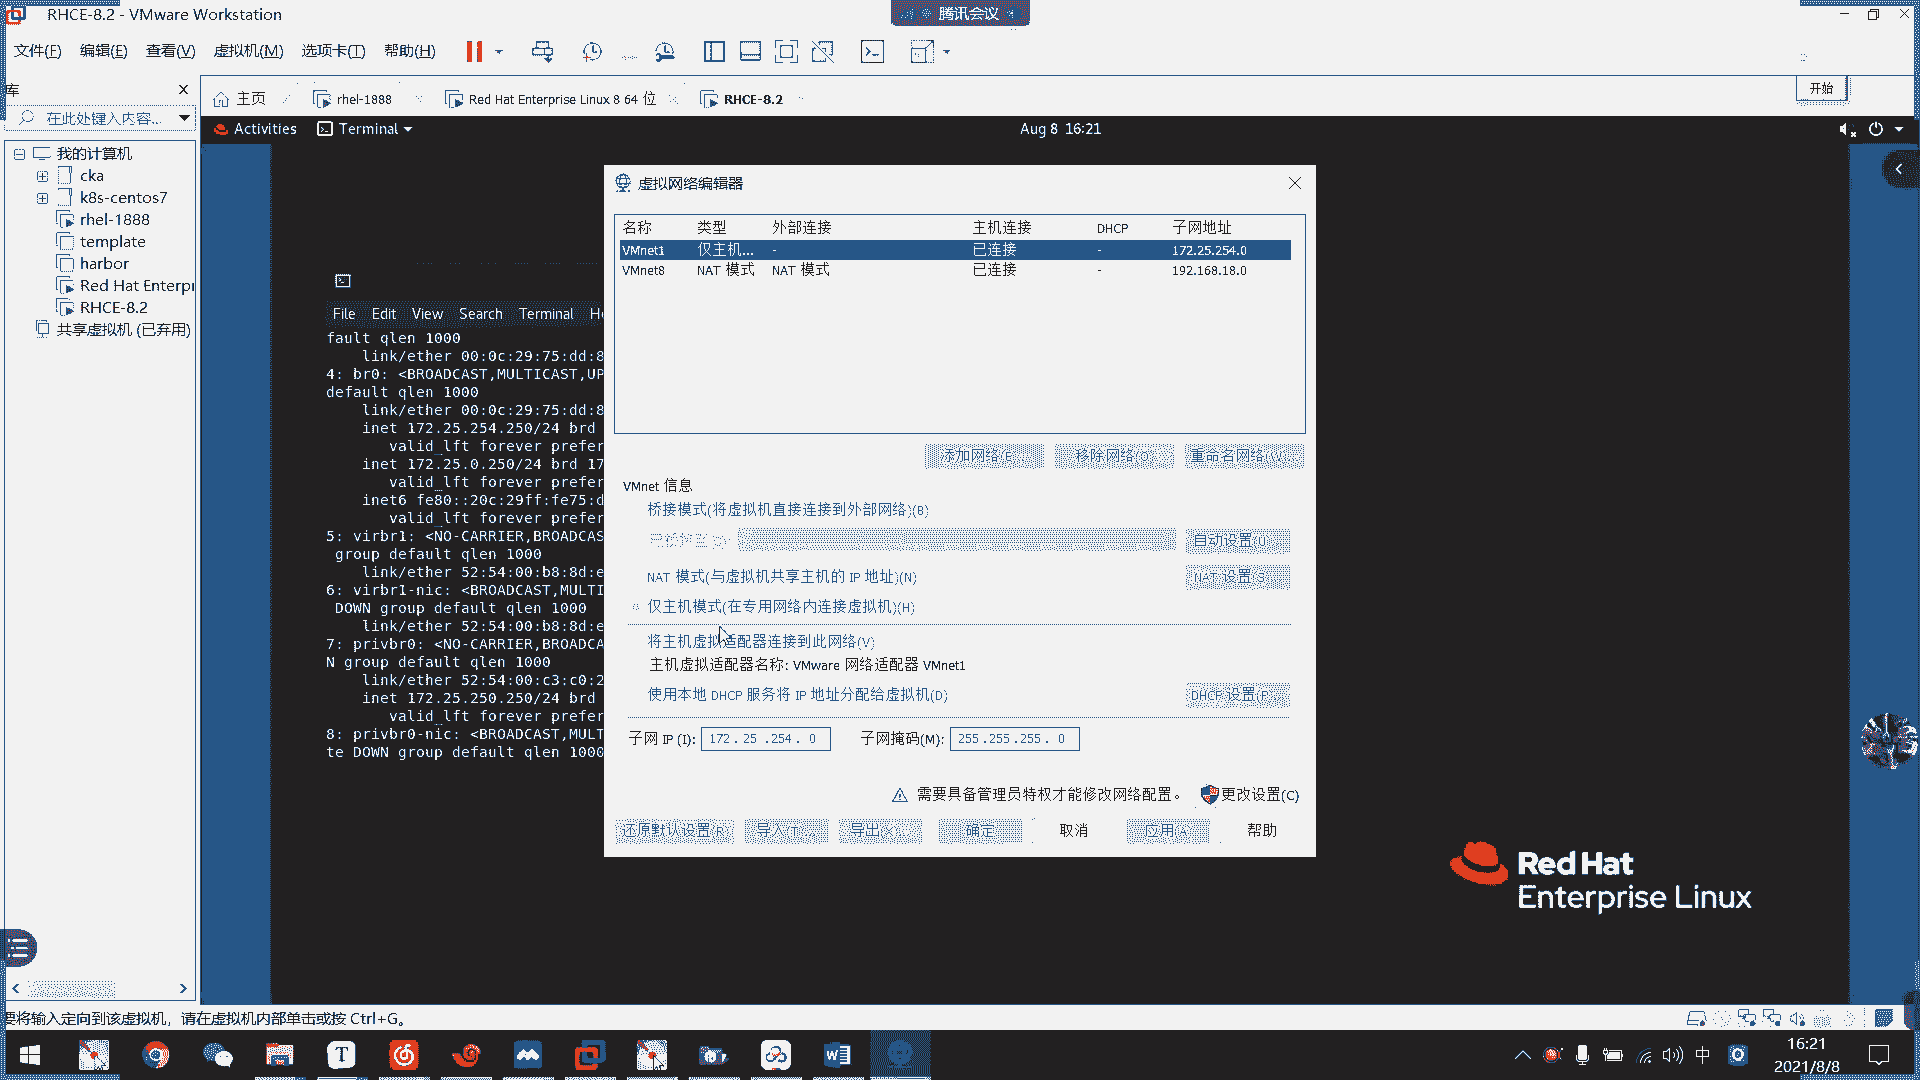 RHCE-8.2 - VMware Workstation
腾讯会议
文件(F) 编辑(E) 查看(V) 虚拟机(M) 选项卡(T) 帮助(H)
库
主页 rhel-1888 Red Hat Enterprise Linux 8 64 位 RHCE-8.2
开始
在此处键入内容...
Activities Terminal Aug 8 16:21
我的计算机
cka
k8s-centos7
rhel-1888
template
harbor
Red Hat Enterpr
RHCE-8.2
共享虚拟机 (已弃用)
File Edit View Search Terminal He
fault qlen 1000
link/ether 00:0c:29:75:dd:8
4: br0: <BROADCAST,MULTICAST,UP
default qlen 1000
link/ether 00:0c:29:75:dd:8
inet 172.25.254.250/24 brd
valid_lft forever prefer
inet 172.25.0.250/24 brd 17
valid_lft forever prefer
inet6 fe80::20c:29ff:fe75:d
valid_lft forever prefer
5: virbr1: <NO-CARRIER,BROADCAS
group default qlen 1000
link/ether 52:54:00:b8:8d:e
6: virbr1-nic: <BROADCAST,MULTI
DOWN group default qlen 1000
link/ether 52:54:00:b8:8d:e
7: privbr0: <NO-CARRIER,BROADCA
N group default qlen 1000
link/ether 52:54:00:c3:c0:2
inet 172.25.250.250/24 brd
valid_lft forever prefer
8: privbr0-nic: <BROADCAST,MULT
te DOWN group default qlen 1000
虚拟网络编辑器
名称 类型 外部连接 主机连接 DHCP 子网地址
VMnet1 仅主机... - 已连接 - 172.25.254.0
VMnet8 NAT 模式 NAT 模式 已连接 - 192.168.18.0
添加网络(E)... 移除网络(O) 重命名网络(W)...
VMnet 信息
桥接模式(将虚拟机直接连接到外部网络)(B)
自动设置(U)...
NAT 模式(与虚拟机共享主机的 IP 地址)(N) NAT 设置(S)...
仅主机模式(在专用网络内连接虚拟机)(H)
将主机虚拟适配器连接到此网络(V)
主机虚拟适配器名称: VMware 网络适配器 VMnet1
使用本地 DHCP 服务将 IP 地址分配给虚拟机(D) DHCP 设置(P)...
子网 IP (I): 172 . 25 .254 . 0 子网掩码(M): 255 .255 .255 . 0
需要具备管理员特权才能修改网络配置。 更改设置(C)
还原默认设置(R) 导入(T)... 导出(X)... 确定 取消 应用(A) 帮助
Red Hat
Enterprise Linux
要将输入定向到该虚拟机，请在虚拟机内部单击或按 Ctrl+G。
中
16:21
2021/8/8